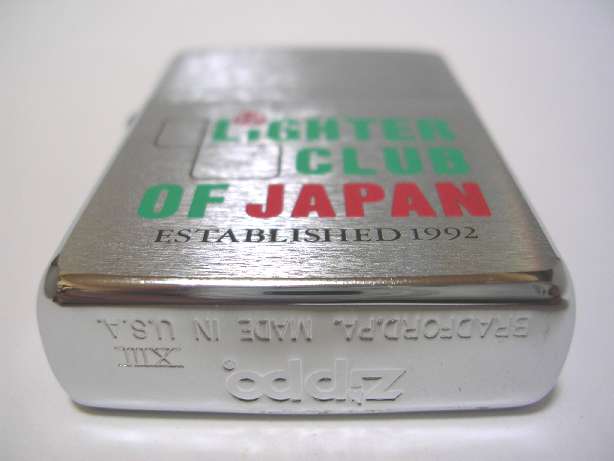 LIGHTER
CLUB
OF JAPAN
ESTABLISHED 1992
Zippo
XIII
BRADFORD.PA. MADE IN U.S.A.